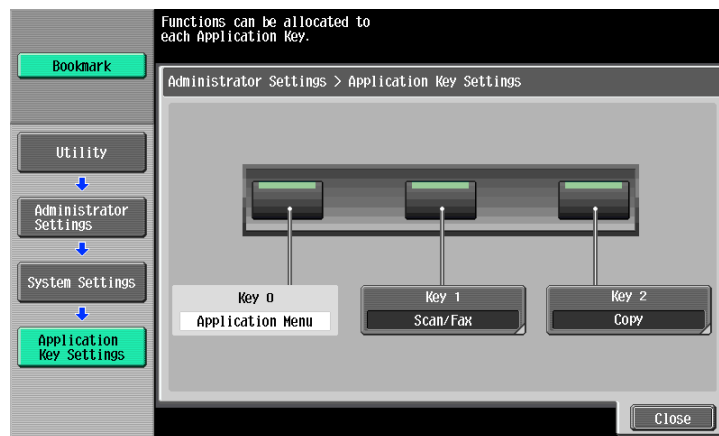 Functions can be allocated to
each Application Key.
Bookmark
Administrator Settings > Application Key Settings
Utility
Administrator
Settings
System Settings
Application
Key Settings
Key 0
Application Menu
Key 1
Scan/Fax
Key 2
Copy
Close